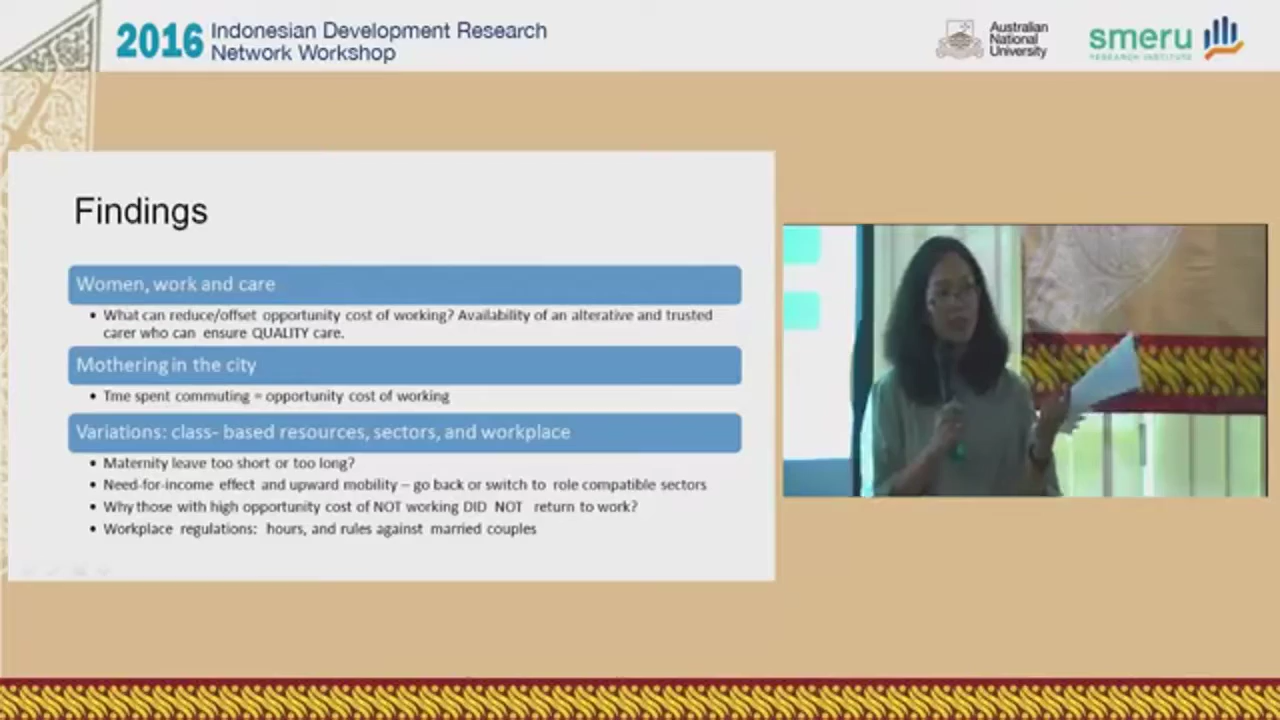 2016 Indonesian Development Research
Network Workshop
Australian
National
University
smeru
RESEARCH INSTITUTE
Findings
Women, work and care
• What can reduce/offset opportunity cost of working? Availability of an alterative and trusted
carer who can ensure QUALITY care.
Mothering in the city
• Tme spent commuting = opportunity cost of working
Variations: class- based resources, sectors, and workplace
• Maternity leave too short or too long?
• Need-for-income effect and upward mobility – go back or switch to role compatible sectors
• Why those with high opportunity cost of NOT working DID NOT return to work?
• Workplace regulations: hours, and rules against married couples